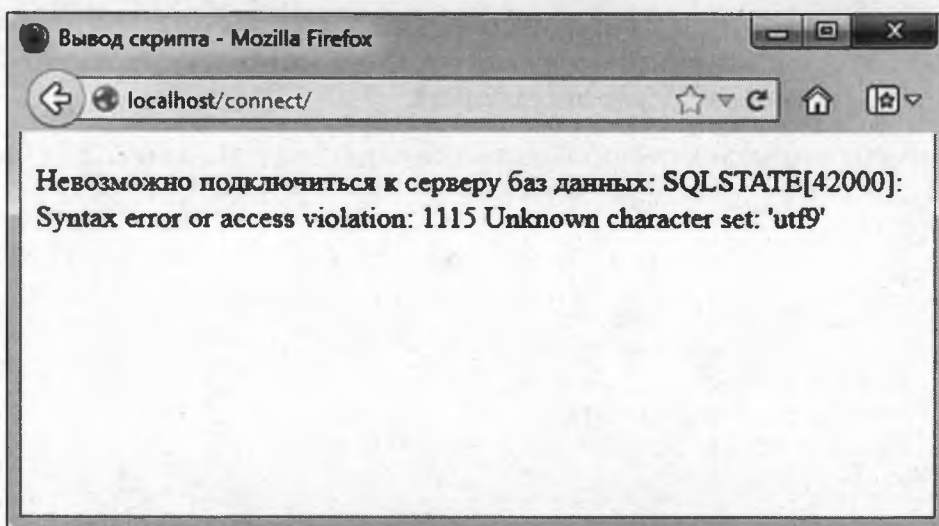 Вывод скрипта - Mozilla Firefox
localhost/connect/
Невозможно подключиться к серверу баз данных: SQLSTATE[42000]:
Syntax error or access violation: 1115 Unknown character set: 'utf9'